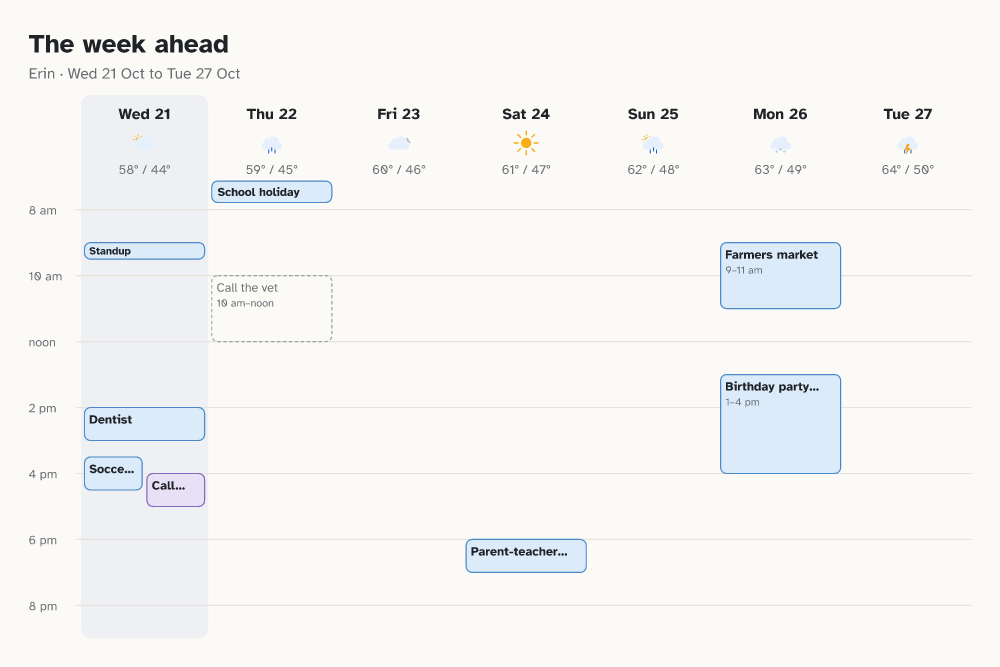 The week ahead
Erin · Wed 21 Oct to Tue 27 Oct
Wed 21
Thu 22
Fri 23
Sat 24
Sun 25
Mon 26
Tue 27
58° / 44°
59° / 45°
60° / 46°
61° / 47°
62° / 48°
63° / 49°
64° / 50°
School holiday
8 am
Standup
Farmers market
9–11 am
10 am
Call the vet
10 am–noon
noon
Birthday party...
1–4 pm
2 pm
Dentist
Socce...
4 pm
Call...
6 pm
Parent-teacher...
8 pm